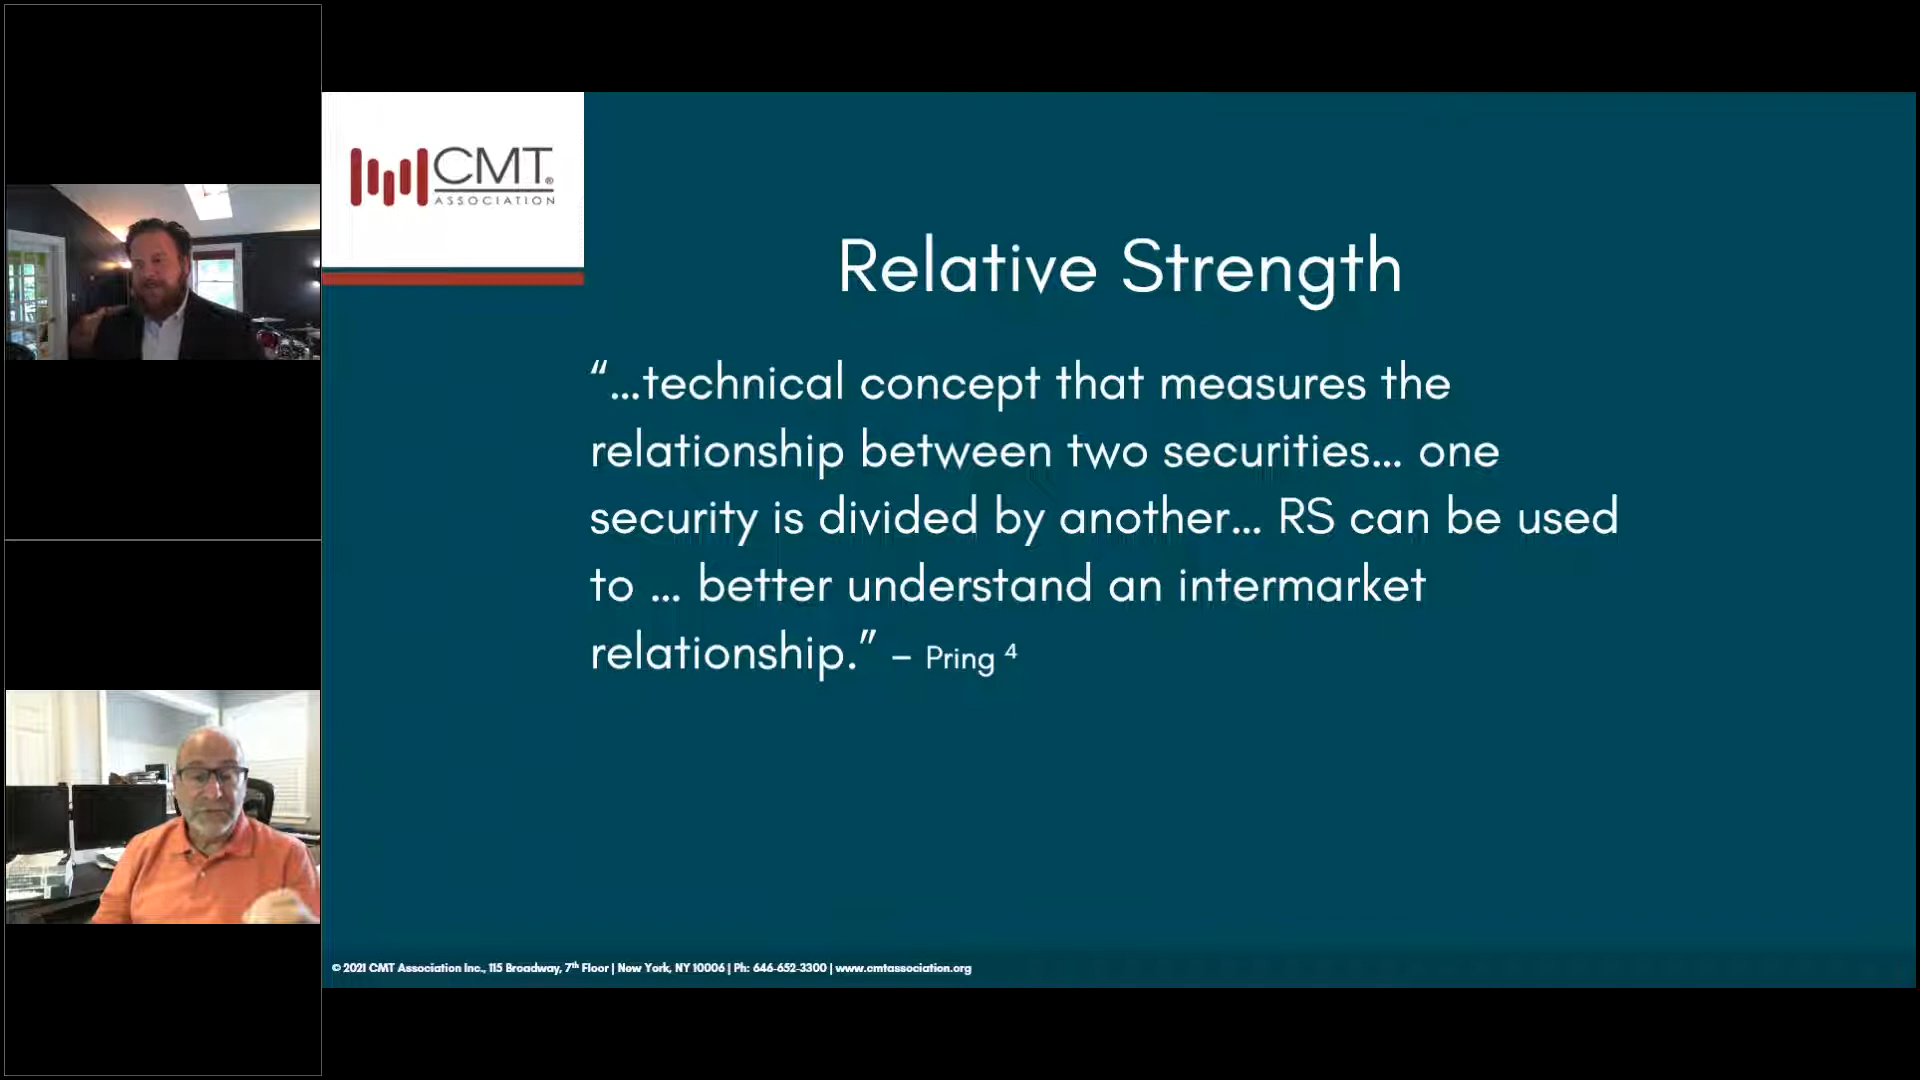 CMT®
ASSOCIATION
Relative Strength
“...technical concept that measures the
relationship between two securities... one
security is divided by another... RS can be used
to ... better understand an intermarket
relationship.” – Pring ⁴
© 2021 CMT Association Inc., 115 Broadway, 7th Floor | New York, NY 10006 | Ph: 646-652-3300 | www.cmtassociation.org